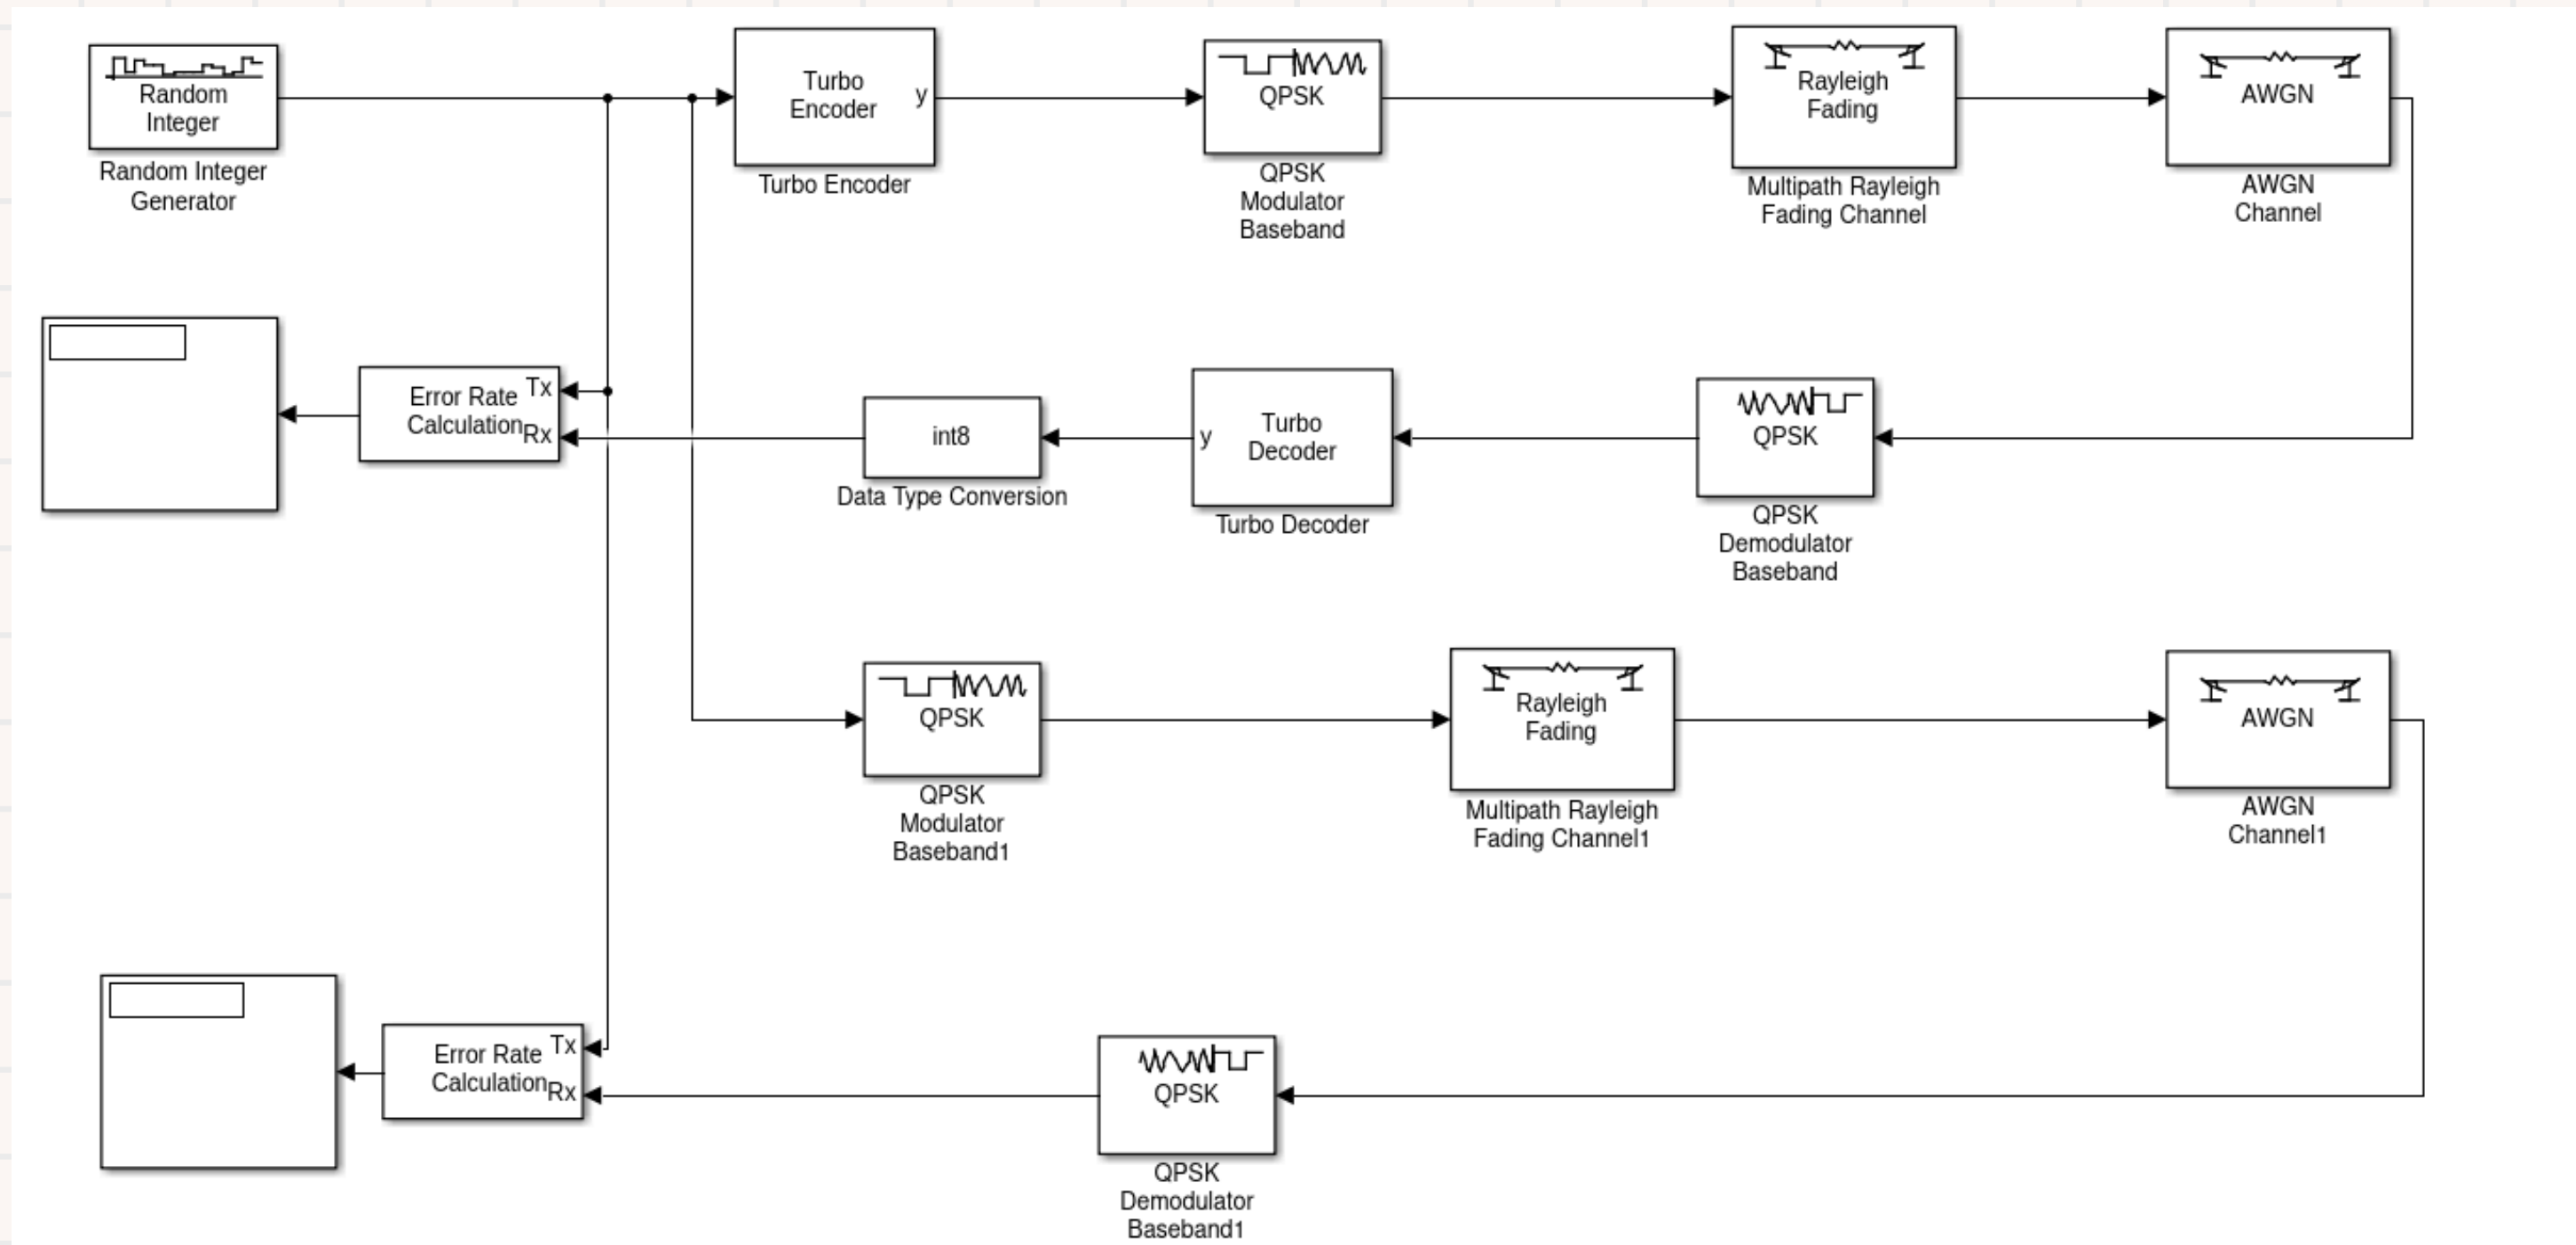 Random
Integer
Random Integer
Generator
Turbo
Encoder
y
Turbo Encoder
QPSK
QPSK
Modulator
Baseband
Rayleigh
Fading
Multipath Rayleigh
Fading Channel
AWGN
AWGN
Channel
Error Rate
Calculation
Tx
Rx
int8
Data Type Conversion
y
Turbo
Decoder
Turbo Decoder
QPSK
QPSK
Demodulator
Baseband
QPSK
QPSK
Modulator
Baseband1
Rayleigh
Fading
Multipath Rayleigh
Fading Channel1
AWGN
AWGN
Channel1
Error Rate
Calculation
Tx
Rx
QPSK
QPSK
Demodulator
Baseband1